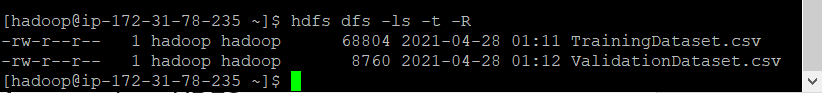 [hadoop@ip-172-31-78-235 ~]$ hdfs dfs -ls -t -R
-rw-r--r--   1 hadoop hadoop      68804 2021-04-28 01:11 TrainingDataset.csv
-rw-r--r--   1 hadoop hadoop       8760 2021-04-28 01:12 ValidationDataset.csv
[hadoop@ip-172-31-78-235 ~]$